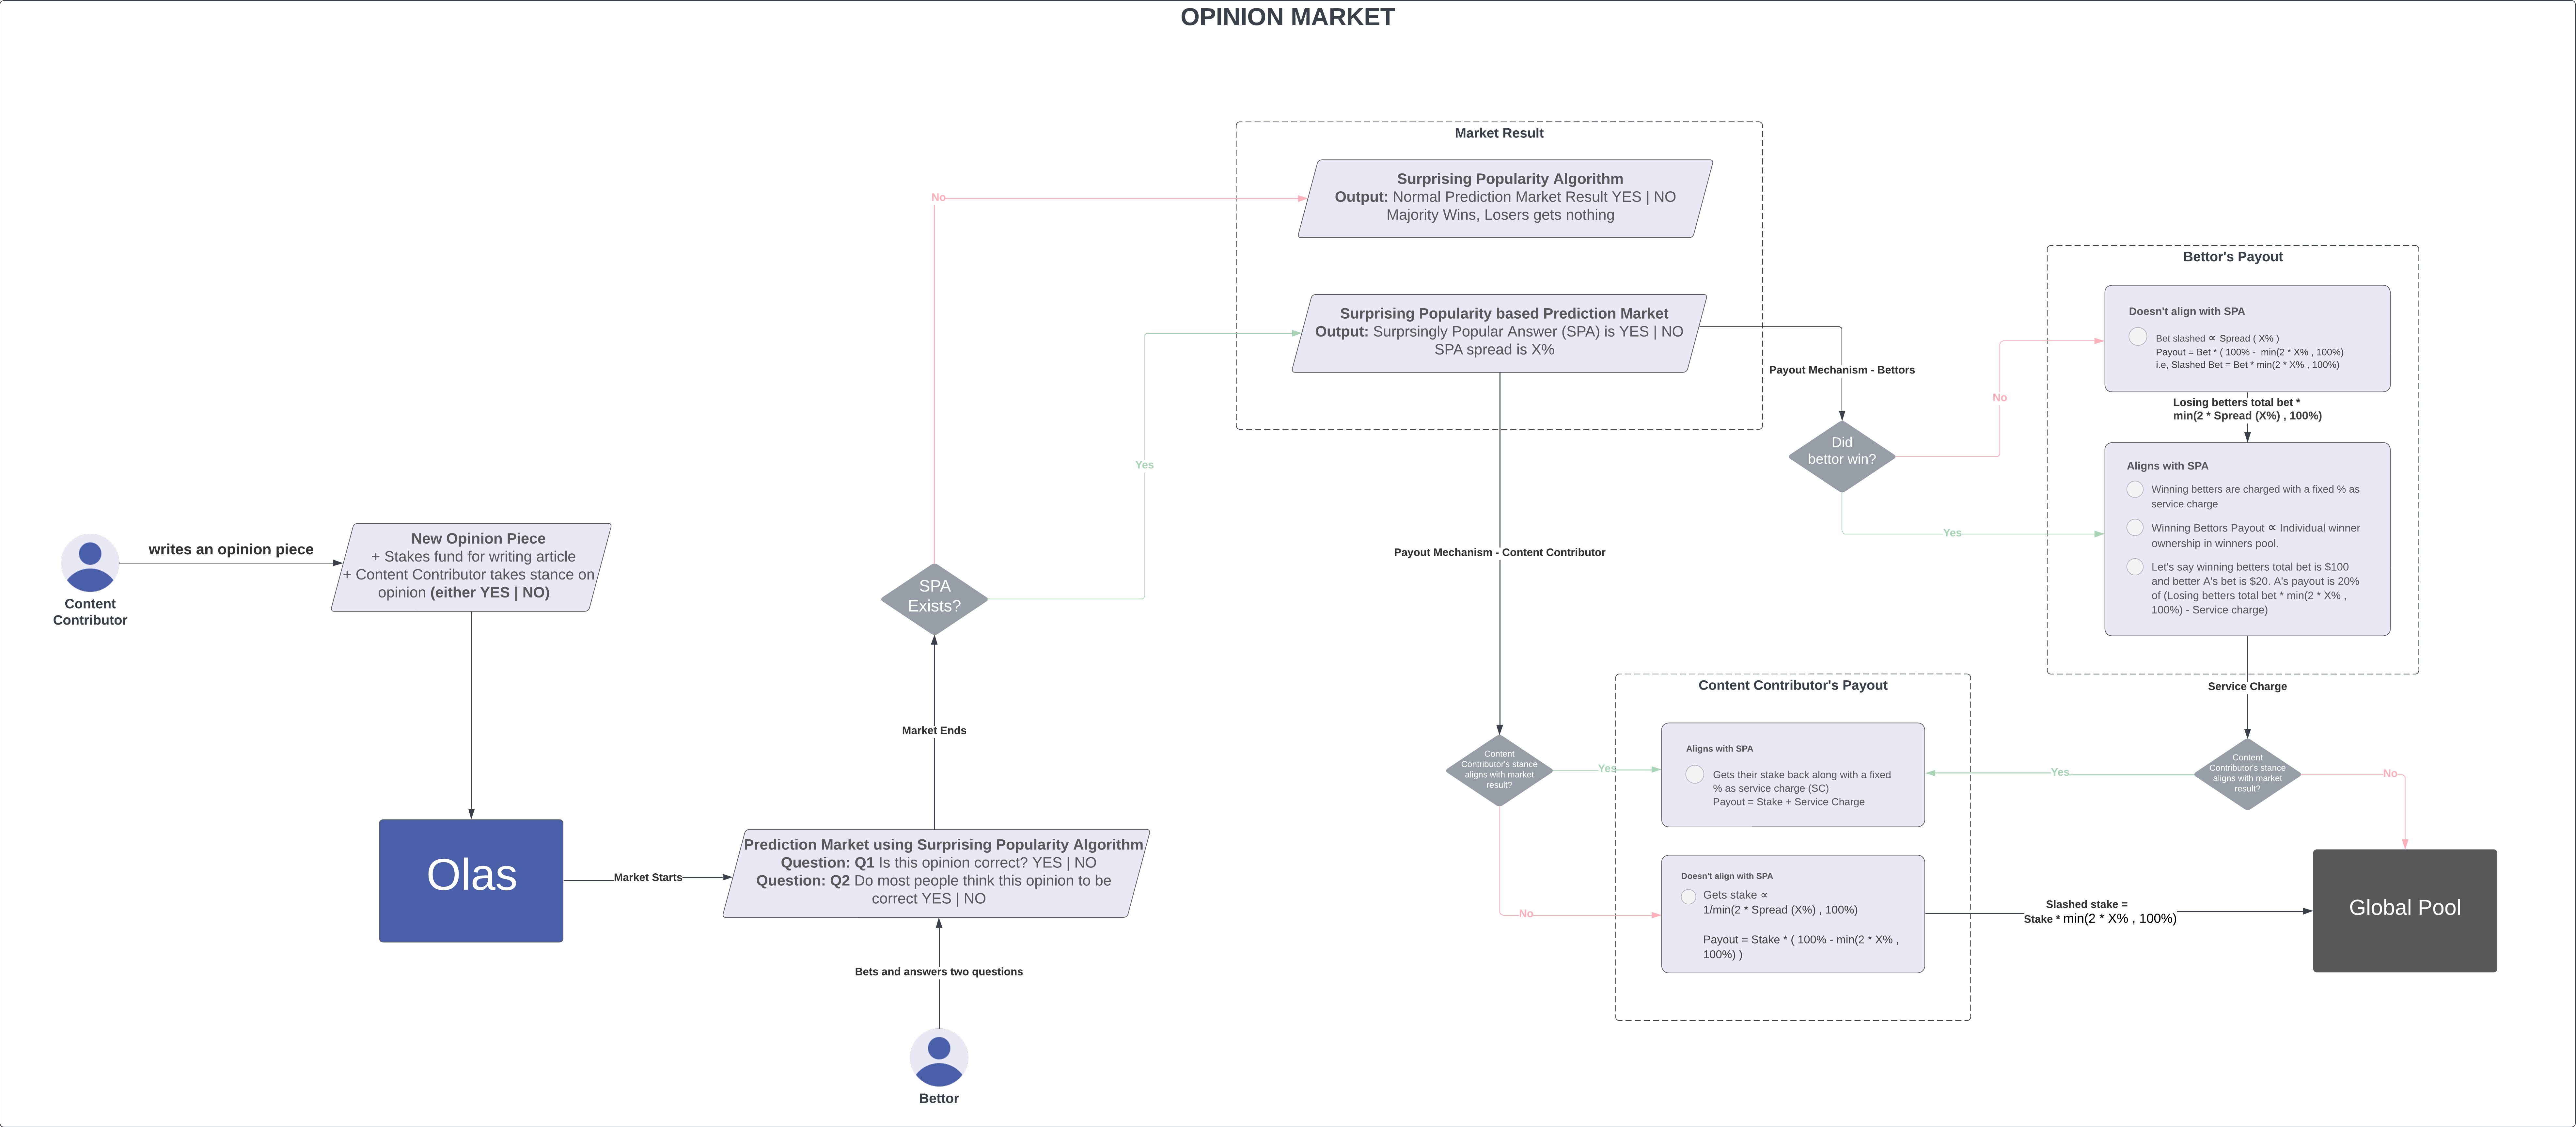 OPINION MARKET
Content
Contributor
writes an opinion piece
New Opinion Piece
+ Stakes fund for writing article
+ Content Contributor takes stance on
opinion (either YES | NO)
Olas
Market Starts
Prediction Market using Surprising Popularity Algorithm
Question: Q1 Is this opinion correct? YES | NO
Question: Q2 Do most people think this opinion to be
correct YES | NO
Bets and answers two questions
Bettor
Market Ends
SPA
Exists?
No
Yes
Market Result
Surprising Popularity Algorithm
Output: Normal Prediction Market Result YES | NO
Majority Wins, Losers gets nothing
Surprising Popularity based Prediction Market
Output: Surprsingly Popular Answer (SPA) is YES | NO
SPA spread is X%
Payout Mechanism - Bettors
Did
bettor win?
No
Yes
Bettor's Payout
Doesn't align with SPA
Bet slashed ∝ Spread ( X% )
Payout = Bet * ( 100% -  min(2 * X% , 100%)
i.e, Slashed Bet = Bet * min(2 * X% , 100%)
Losing betters total bet *
min(2 * Spread (X%) , 100%)
Aligns with SPA
Winning betters are charged with a fixed % as
service charge
Winning Bettors Payout ∝ Individual winner
ownership in winners pool.
Let's say winning betters total bet is $100
and better A's bet is $20. A's payout is 20%
of (Losing betters total bet * min(2 * X% ,
100%) - Service charge)
Service Charge
Payout Mechanism - Content Contributor
Content
Contributor's stance
aligns with market
result?
Yes
No
Content Contributor's Payout
Aligns with SPA
Gets their stake back along with a fixed
% as service charge (SC)
Payout = Stake + Service Charge
Doesn't align with SPA
Gets stake ∝
1/min(2 * Spread (X%) , 100%)
Payout = Stake * ( 100% - min(2 * X% ,
100%) )
Content
Contributor's stance
aligns with market
result?
Yes
No
Slashed stake =
Stake * min(2 * X% , 100%)
Global Pool